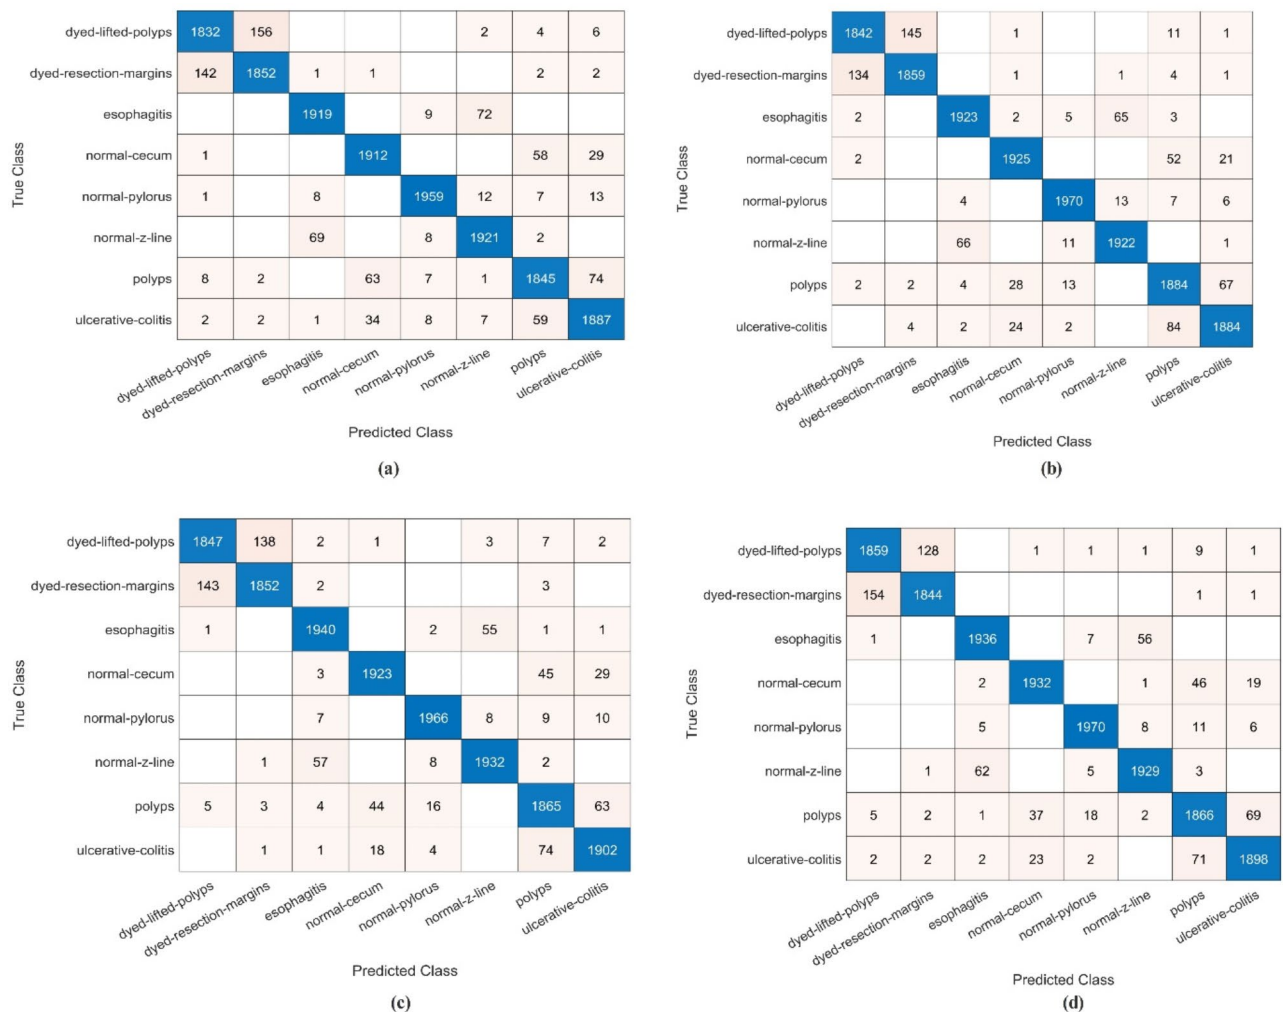 dyed-lifted-polyps 1832 156 2 4 6
dyed-resection-margins 142 1852 1 1 2 2
esophagitis 1919 9 72
normal-cecum 1 1912 58 29
normal-pylorus 1 8 1959 12 7 13
normal-z-line 69 8 1921 2
polyps 8 2 63 7 1 1845 74
ulcerative-colitis 2 2 1 34 8 7 59 1887
True Class
dyed-lifted-polyps dyed-resection-margins esophagitis normal-cecum normal-pylorus normal-z-line polyps ulcerative-colitis
Predicted Class
(a)
dyed-lifted-polyps 1842 145 1 11 1
dyed-resection-margins 134 1859 1 1 4 1
esophagitis 2 1923 2 5 65 3
normal-cecum 2 1925 52 21
normal-pylorus 4 1970 13 7 6
normal-z-line 66 11 1922 1
polyps 2 2 4 28 13 1884 67
ulcerative-colitis 4 2 24 2 84 1884
True Class
dyed-lifted-polyps dyed-resection-margins esophagitis normal-cecum normal-pylorus normal-z-line polyps ulcerative-colitis
Predicted Class
(b)
dyed-lifted-polyps 1847 138 2 1 3 7 2
dyed-resection-margins 143 1852 2 3
esophagitis 1 1940 2 55 1 1
normal-cecum 3 1923 45 29
normal-pylorus 7 1966 8 9 10
normal-z-line 1 57 8 1932 2
polyps 5 3 4 44 16 1865 63
ulcerative-colitis 1 1 18 4 74 1902
True Class
dyed-lifted-polyps dyed-resection-margins esophagitis normal-cecum normal-pylorus normal-z-line polyps ulcerative-colitis
Predicted Class
(c)
dyed-lifted-polyps 1859 128 1 1 1 9 1
dyed-resection-margins 154 1844 1 1
esophagitis 1 1936 7 56
normal-cecum 2 1932 1 46 19
normal-pylorus 5 1970 8 11 6
normal-z-line 1 62 5 1929 3
polyps 5 2 1 37 18 2 1866 69
ulcerative-colitis 2 2 2 23 2 71 1898
True Class
dyed-lifted-polyps dyed-resection-margins esophagitis normal-cecum normal-pylorus normal-z-line polyps ulcerative-colitis
Predicted Class
(d)